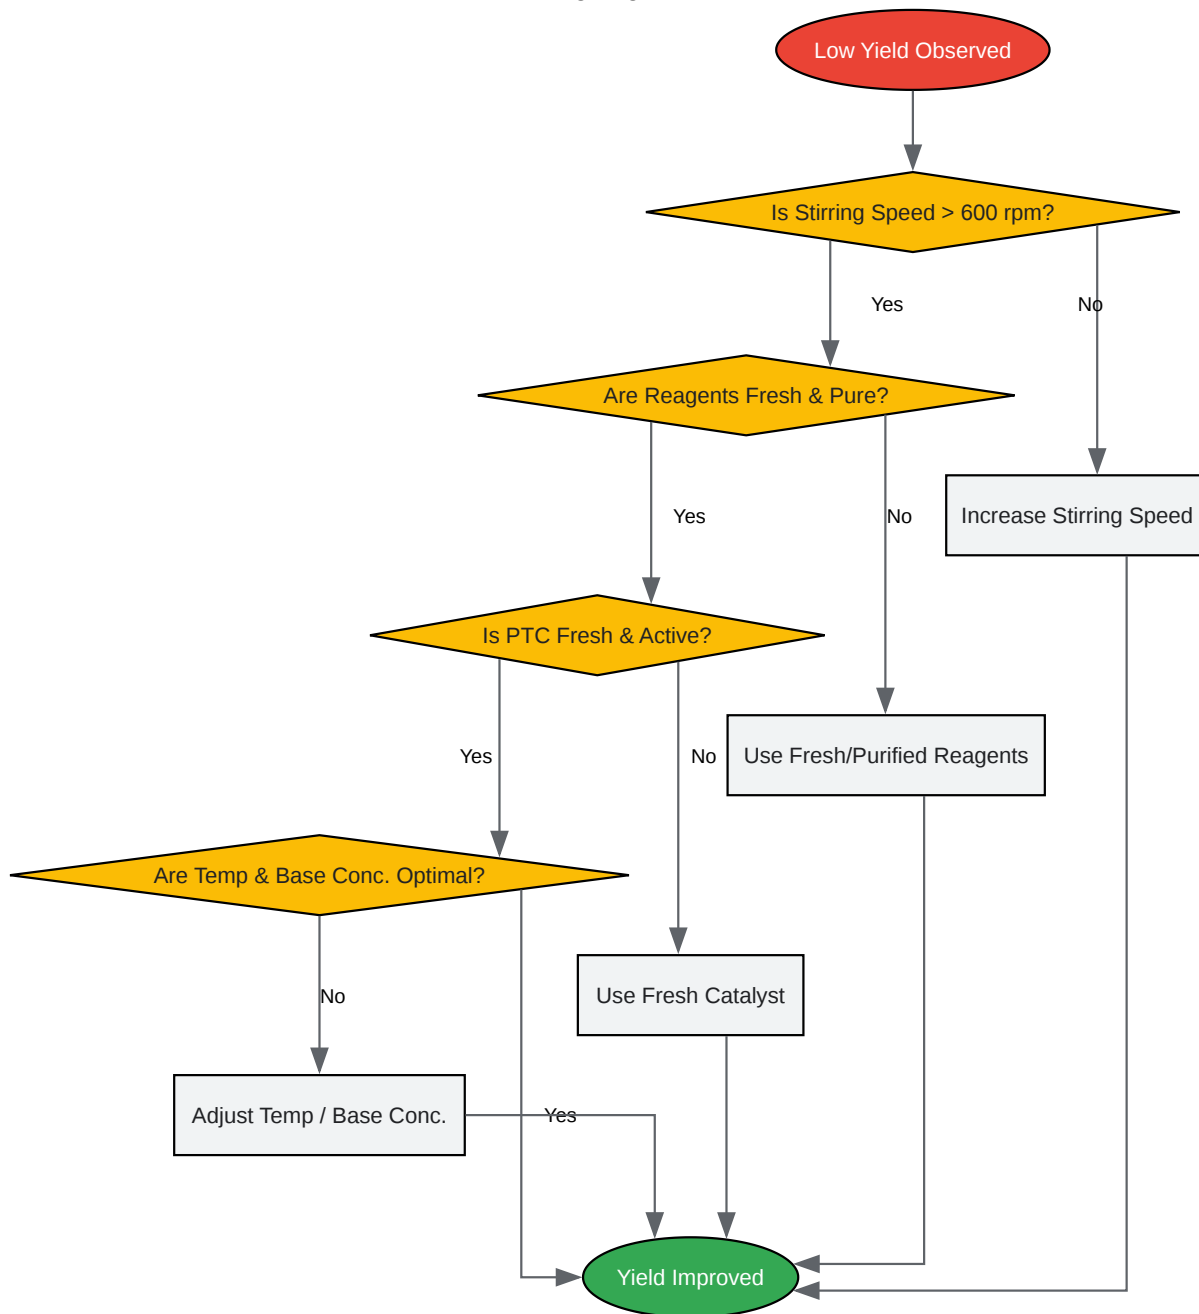 Low Yield Observed
Is Stirring Speed > 600 rpm?
Yes
No
Are Reagents Fresh & Pure?
Increase Stirring Speed
Yes
No
Is PTC Fresh & Active?
Use Fresh/Purified Reagents
Yes
No
Are Temp & Base Conc. Optimal?
Use Fresh Catalyst
No
Adjust Temp / Base Conc.
Yes
Yield Improved